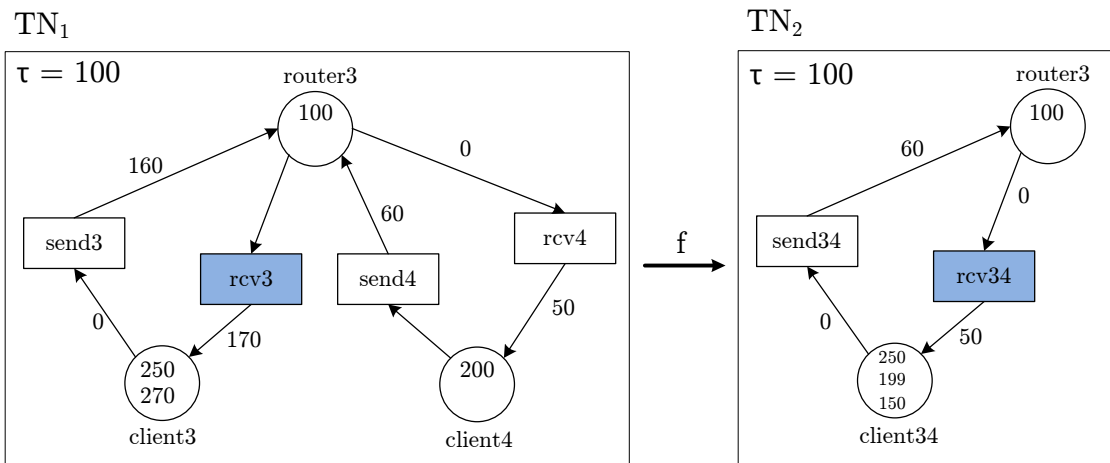 TN₁
τ = 100
router3
100
160
0
60
send3
rcv3
send4
rcv4
0
170
50
250
270
200
client3
client4
f
TN₂
τ = 100
router3
100
60
0
send34
rcv34
0
50
250
199
150
client34